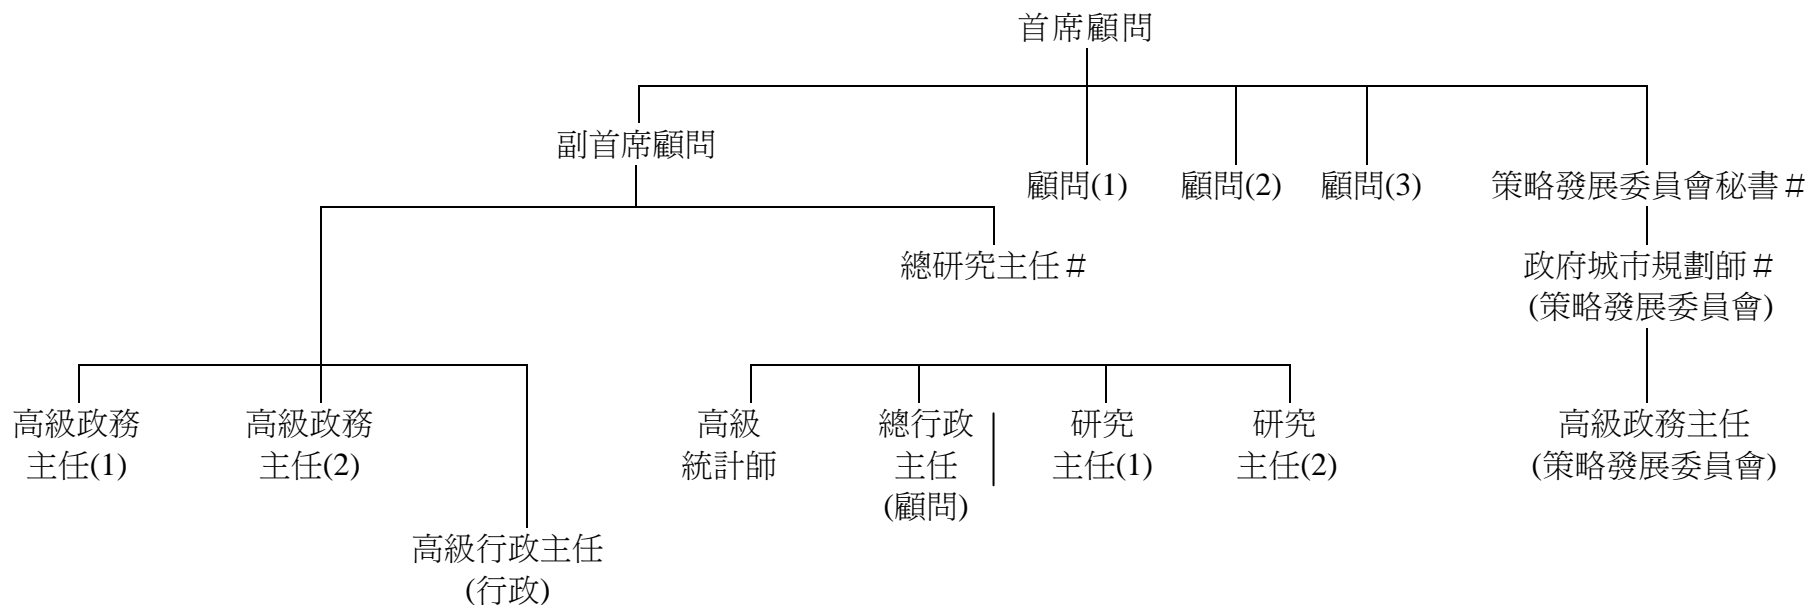 首席顧問
副首席顧問
顧問(1)
顧問(2)
顧問(3)
策略發展委員會秘書＃
總研究主任＃
政府城市規劃師＃
(策略發展委員會)
高級政務
主任(1)
高級政務
主任(2)
高級
統計師
總行政
主任
(顧問)
研究
主任(1)
研究
主任(2)
高級政務主任
(策略發展委員會)
高級行政主任
(行政)